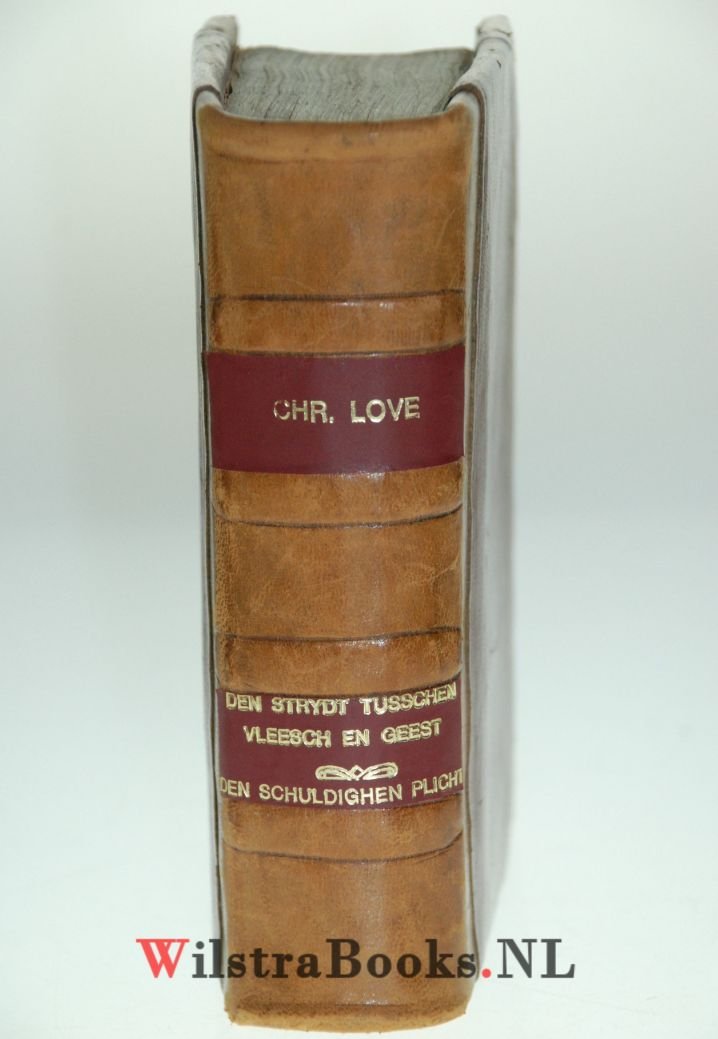 CHR. LOVE
DEN STRYDT TUSSCHEN
VLEESCH EN GEEST
DEN SCHULDIGHEN PLICHT
WilstraBooks.NL